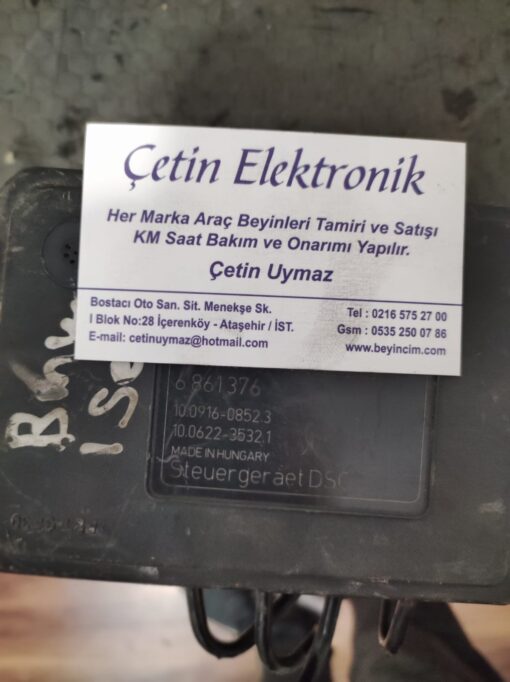 Çetin Elektronik
Her Marka Araç Beyinleri Tamiri ve Satışı
KM Saat Bakım ve Onarımı Yapılır.
Çetin Uymaz
Bostacı Oto San. Sit. Menekşe Sk.
I Blok No:28 İçerenköy - Ataşehir / İST.
E-mail: cetinuymaz@hotmail.com
Tel : 0216 575 27 00
Gsm : 0535 250 07 86
www.beyincim.com
6 861 376
10.0916-0852.3
10.0622-3532.1
MADE IN HUNGARY
Steuergeraet DSC